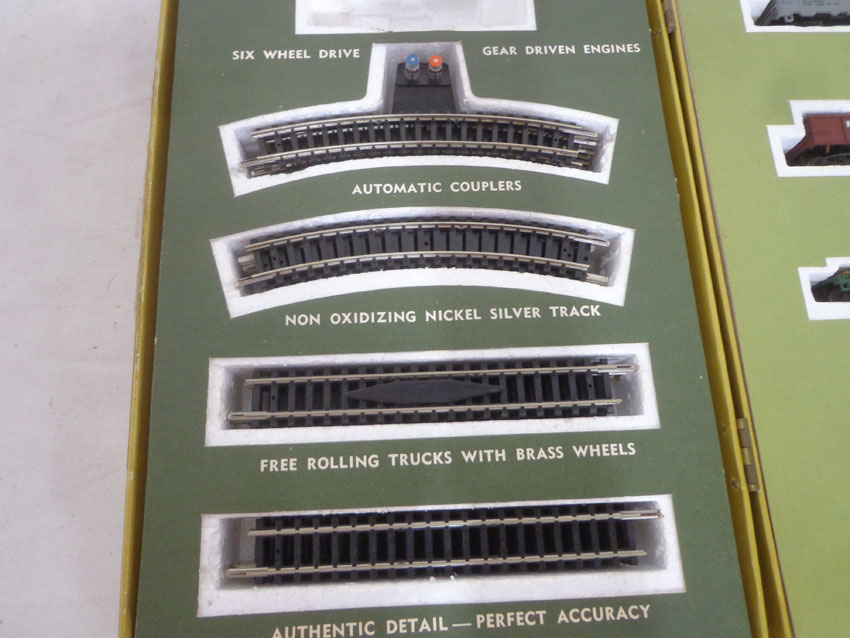 SIX WHEEL DRIVE
GEAR DRIVEN ENGINES
AUTOMATIC COUPLERS
NON OXIDIZING NICKEL SILVER TRACK
FREE ROLLING TRUCKS WITH BRASS WHEELS
AUTHENTIC DETAIL — PERFECT ACCURACY